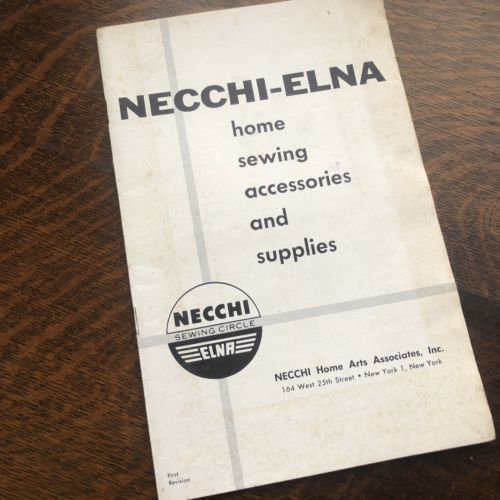 NECCHI-ELNA
home
sewing
accessories
and
supplies
NECCHI
SEWING CIRCLE
ELNA
NECCHI Home Arts Associates, Inc.
164 West 25th Street • New York 1, New York
First
Revision